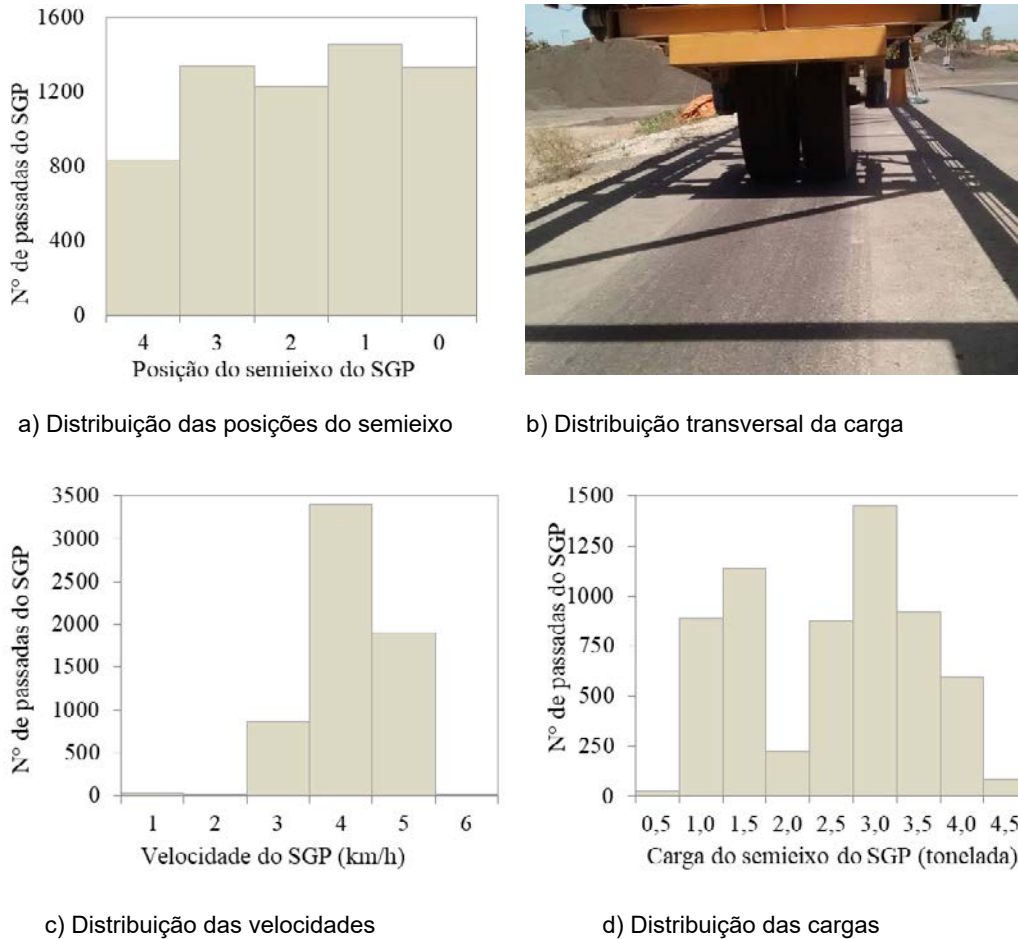 1600
1200
800
400
0
N° de passadas do SGP
4 3 2 1 0
Posição do semieixo do SGP
a) Distribuição das posições do semieixo
b) Distribuição transversal da carga
3500
3000
2500
2000
1500
1000
500
0
N° de passadas do SGP
1 2 3 4 5 6
Velocidade do SGP (km/h)
1500
1250
1000
750
500
250
0
N° de passadas do SGP
0,5 1,0 1,5 2,0 2,5 3,0 3,5 4,0 4,5
Carga do semieixo do SGP (tonelada)
c) Distribuição das velocidades
d) Distribuição das cargas